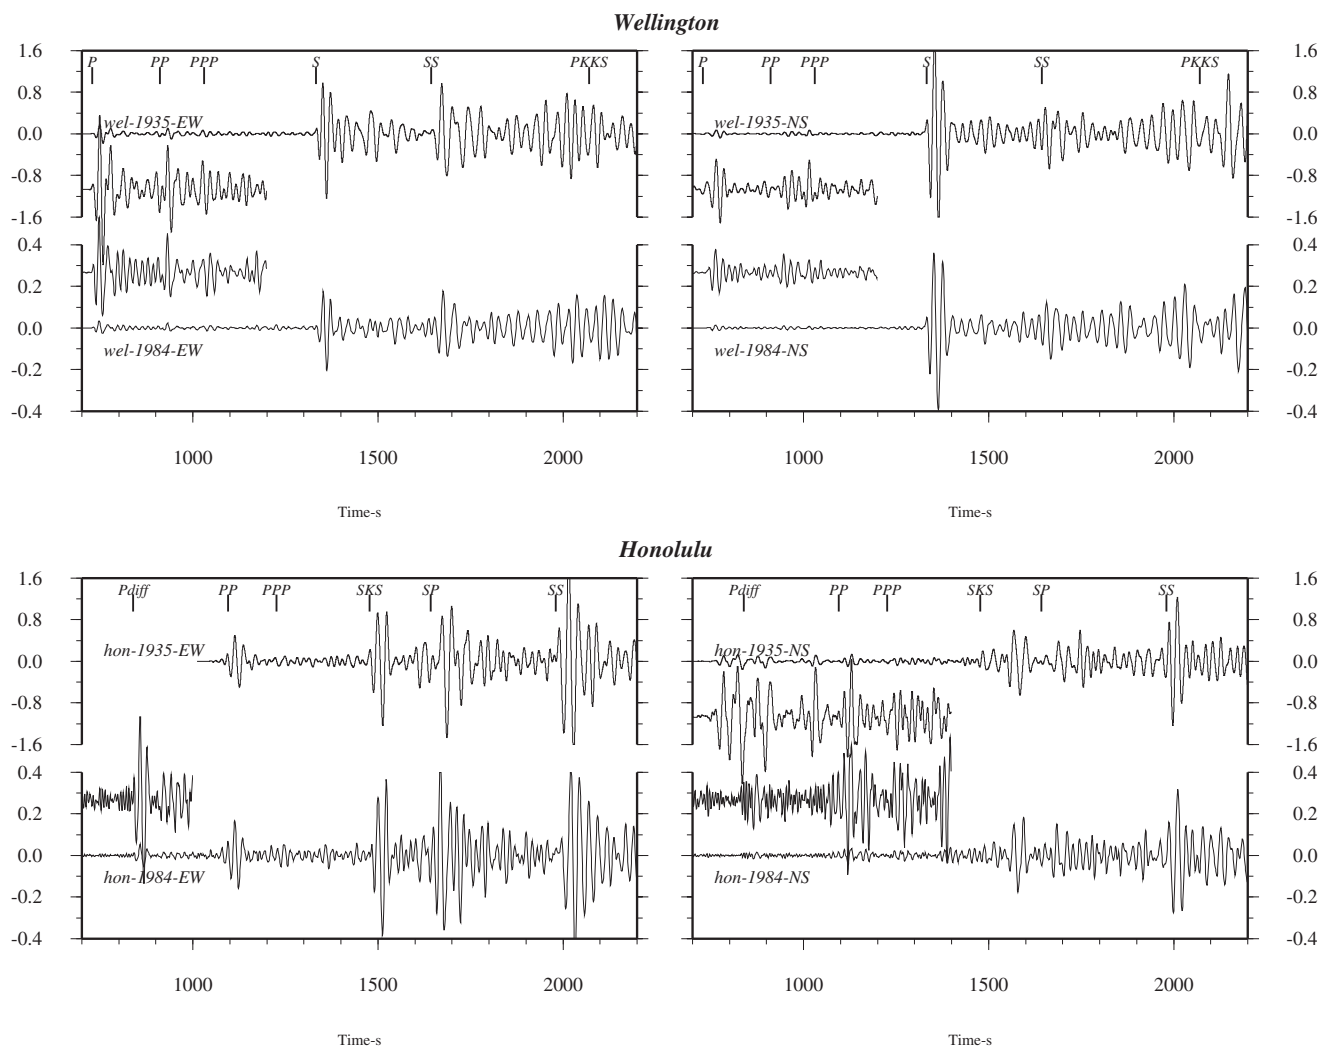 Wellington
1.6 P PP PPP S SS PKKS P PP PPP S SS PKKS 1.6
0.8 0.8
0.0 wel-1935-EW wel-1935-NS 0.0
-0.8 -0.8
-1.6 -1.6
0.4 0.4
0.2 0.2
0.0 0.0
wel-1984-EW wel-1984-NS
-0.2 -0.2
-0.4 -0.4
1000 1500 2000 1000 1500 2000
Time-s Time-s
Honolulu
1.6 Pdiff PP PPP SKS SP SS Pdiff PP PPP SKS SP SS 1.6
0.8 0.8
hon-1935-EW hon-1935-NS
0.0 0.0
-0.8 -0.8
-1.6 -1.6
0.4 0.4
0.2 0.2
0.0 0.0
hon-1984-EW hon-1984-NS
-0.2 -0.2
-0.4 -0.4
1000 1500 2000 1000 1500 2000
Time-s Time-s